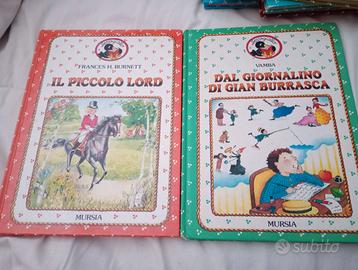 FRANCES H. BURNETT
IL PICCOLO LORD
MURSIA
VAMBA
DAL GIORNALINO
DI GIAN BURRASCA
MURSIA
subito